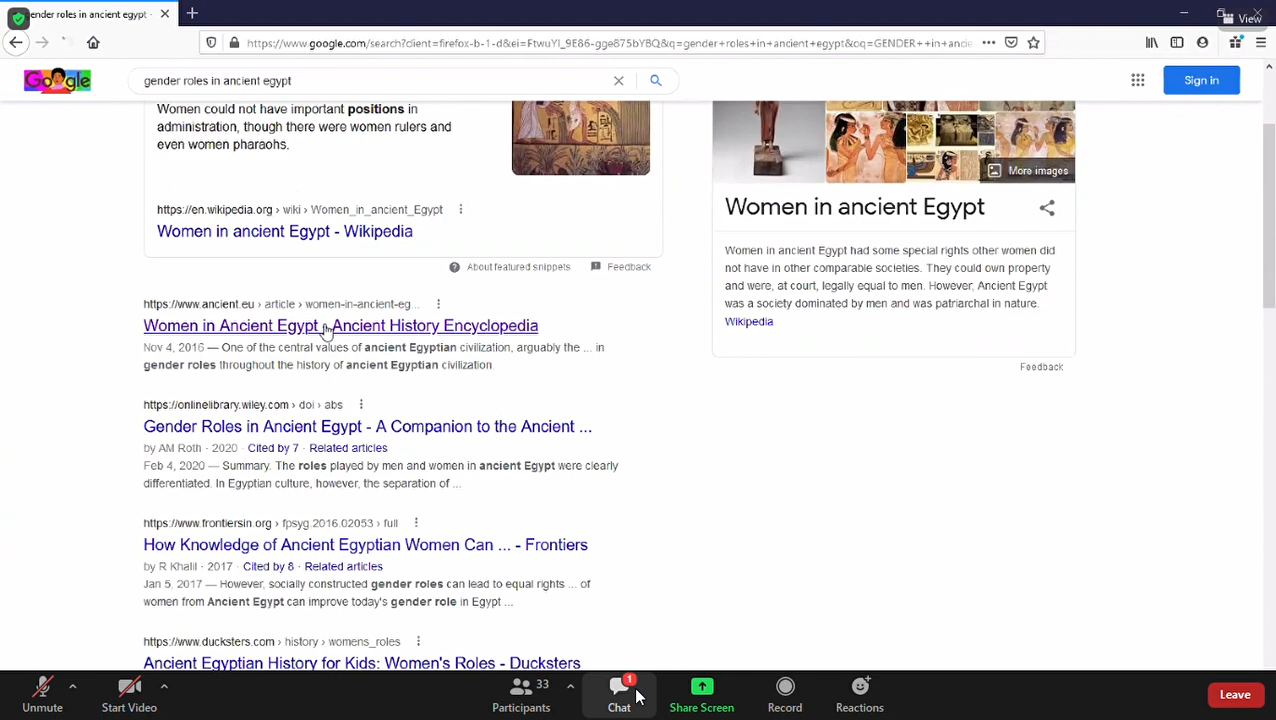 gender roles in ancient egypt -
View
https://www.google.com/search?client=firefox-b-1-d&ei=FtwuYI_9E86-gge875bYBQ&q=gender+roles+in+ancient+egypt&oq=GENDER++in+ancie
Google
gender roles in ancient egypt
Sign in
Women could not have important positions in
administration, though there were women rulers and
even women pharaohs.
https://en.wikipedia.org › wiki › Women_in_ancient_Egypt
Women in ancient Egypt - Wikipedia
About featured snippets
Feedback
More images
Women in ancient Egypt
Women in ancient Egypt had some special rights other women did
not have in other comparable societies. They could own property
and were, at court, legally equal to men. However, Ancient Egypt
was a society dominated by men and was patriarchal in nature.
Wikipedia
Feedback
https://www.ancient.eu › article › women-in-ancient-eg...
Women in Ancient Egypt - Ancient History Encyclopedia
Nov 4, 2016 — One of the central values of ancient Egyptian civilization, arguably the ... in
gender roles throughout the history of ancient Egyptian civilization.
https://onlinelibrary.wiley.com › doi › abs
Gender Roles in Ancient Egypt - A Companion to the Ancient ...
by AM Roth · 2020 · Cited by 7 · Related articles
Feb 4, 2020 — Summary. The roles played by men and women in ancient Egypt were clearly
differentiated. In Egyptian culture, however, the separation of ...
https://www.frontiersin.org › fpsyg.2016.02053 › full
How Knowledge of Ancient Egyptian Women Can ... - Frontiers
by R Khalil · 2017 · Cited by 8 · Related articles
Jan 5, 2017 — However, socially constructed gender roles can lead to equal rights ... of
women from Ancient Egypt can improve today's gender role in Egypt ...
https://www.ducksters.com › history › womens_roles
Ancient Egyptian History for Kids: Women's Roles - Ducksters
33
1
Unmute
Start Video
Participants
Chat
Share Screen
Record
Reactions
Leave